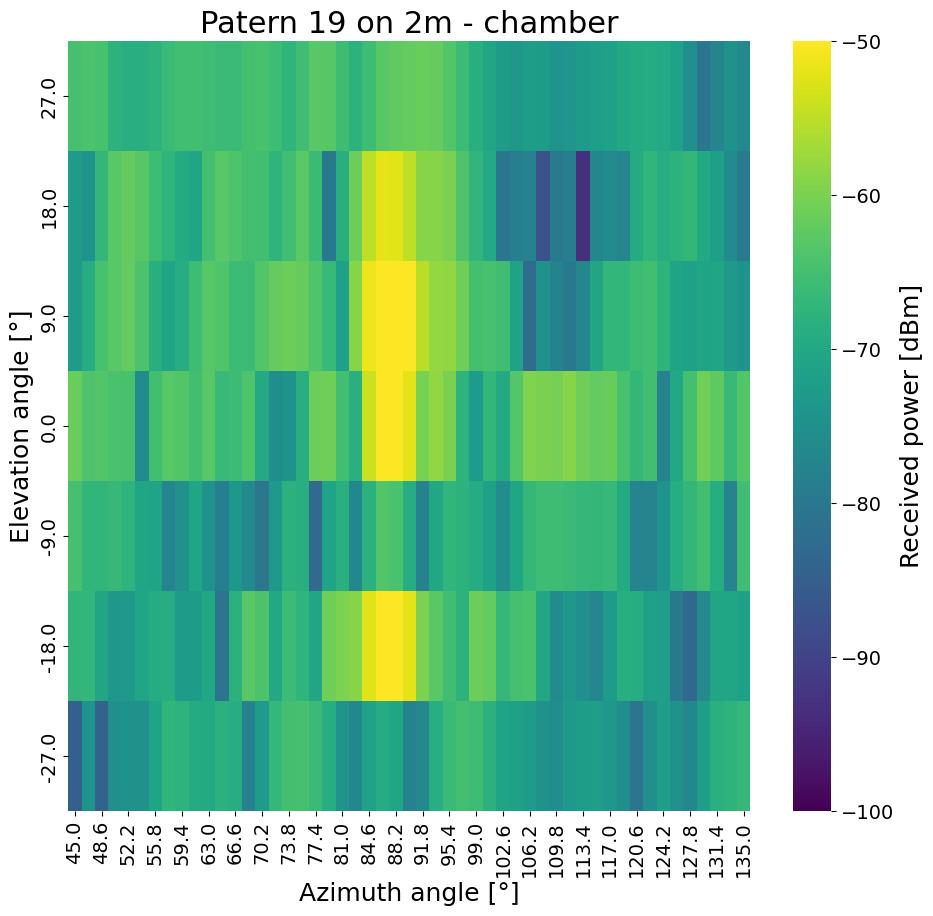 Patern 19 on 2m - chamber
Elevation angle [°]
27.0
18.0
9.0
0.0
-9.0
-18.0
-27.0
45.0 48.6 52.2 55.8 59.4 63.0 66.6 70.2 73.8 77.4 81.0 84.6 88.2 91.8 95.4 99.0 102.6 106.2 109.8 113.4 117.0 120.6 124.2 127.8 131.4 135.0
Azimuth angle [°]
−50
−60
−70
−80
−90
−100
Received power [dBm]